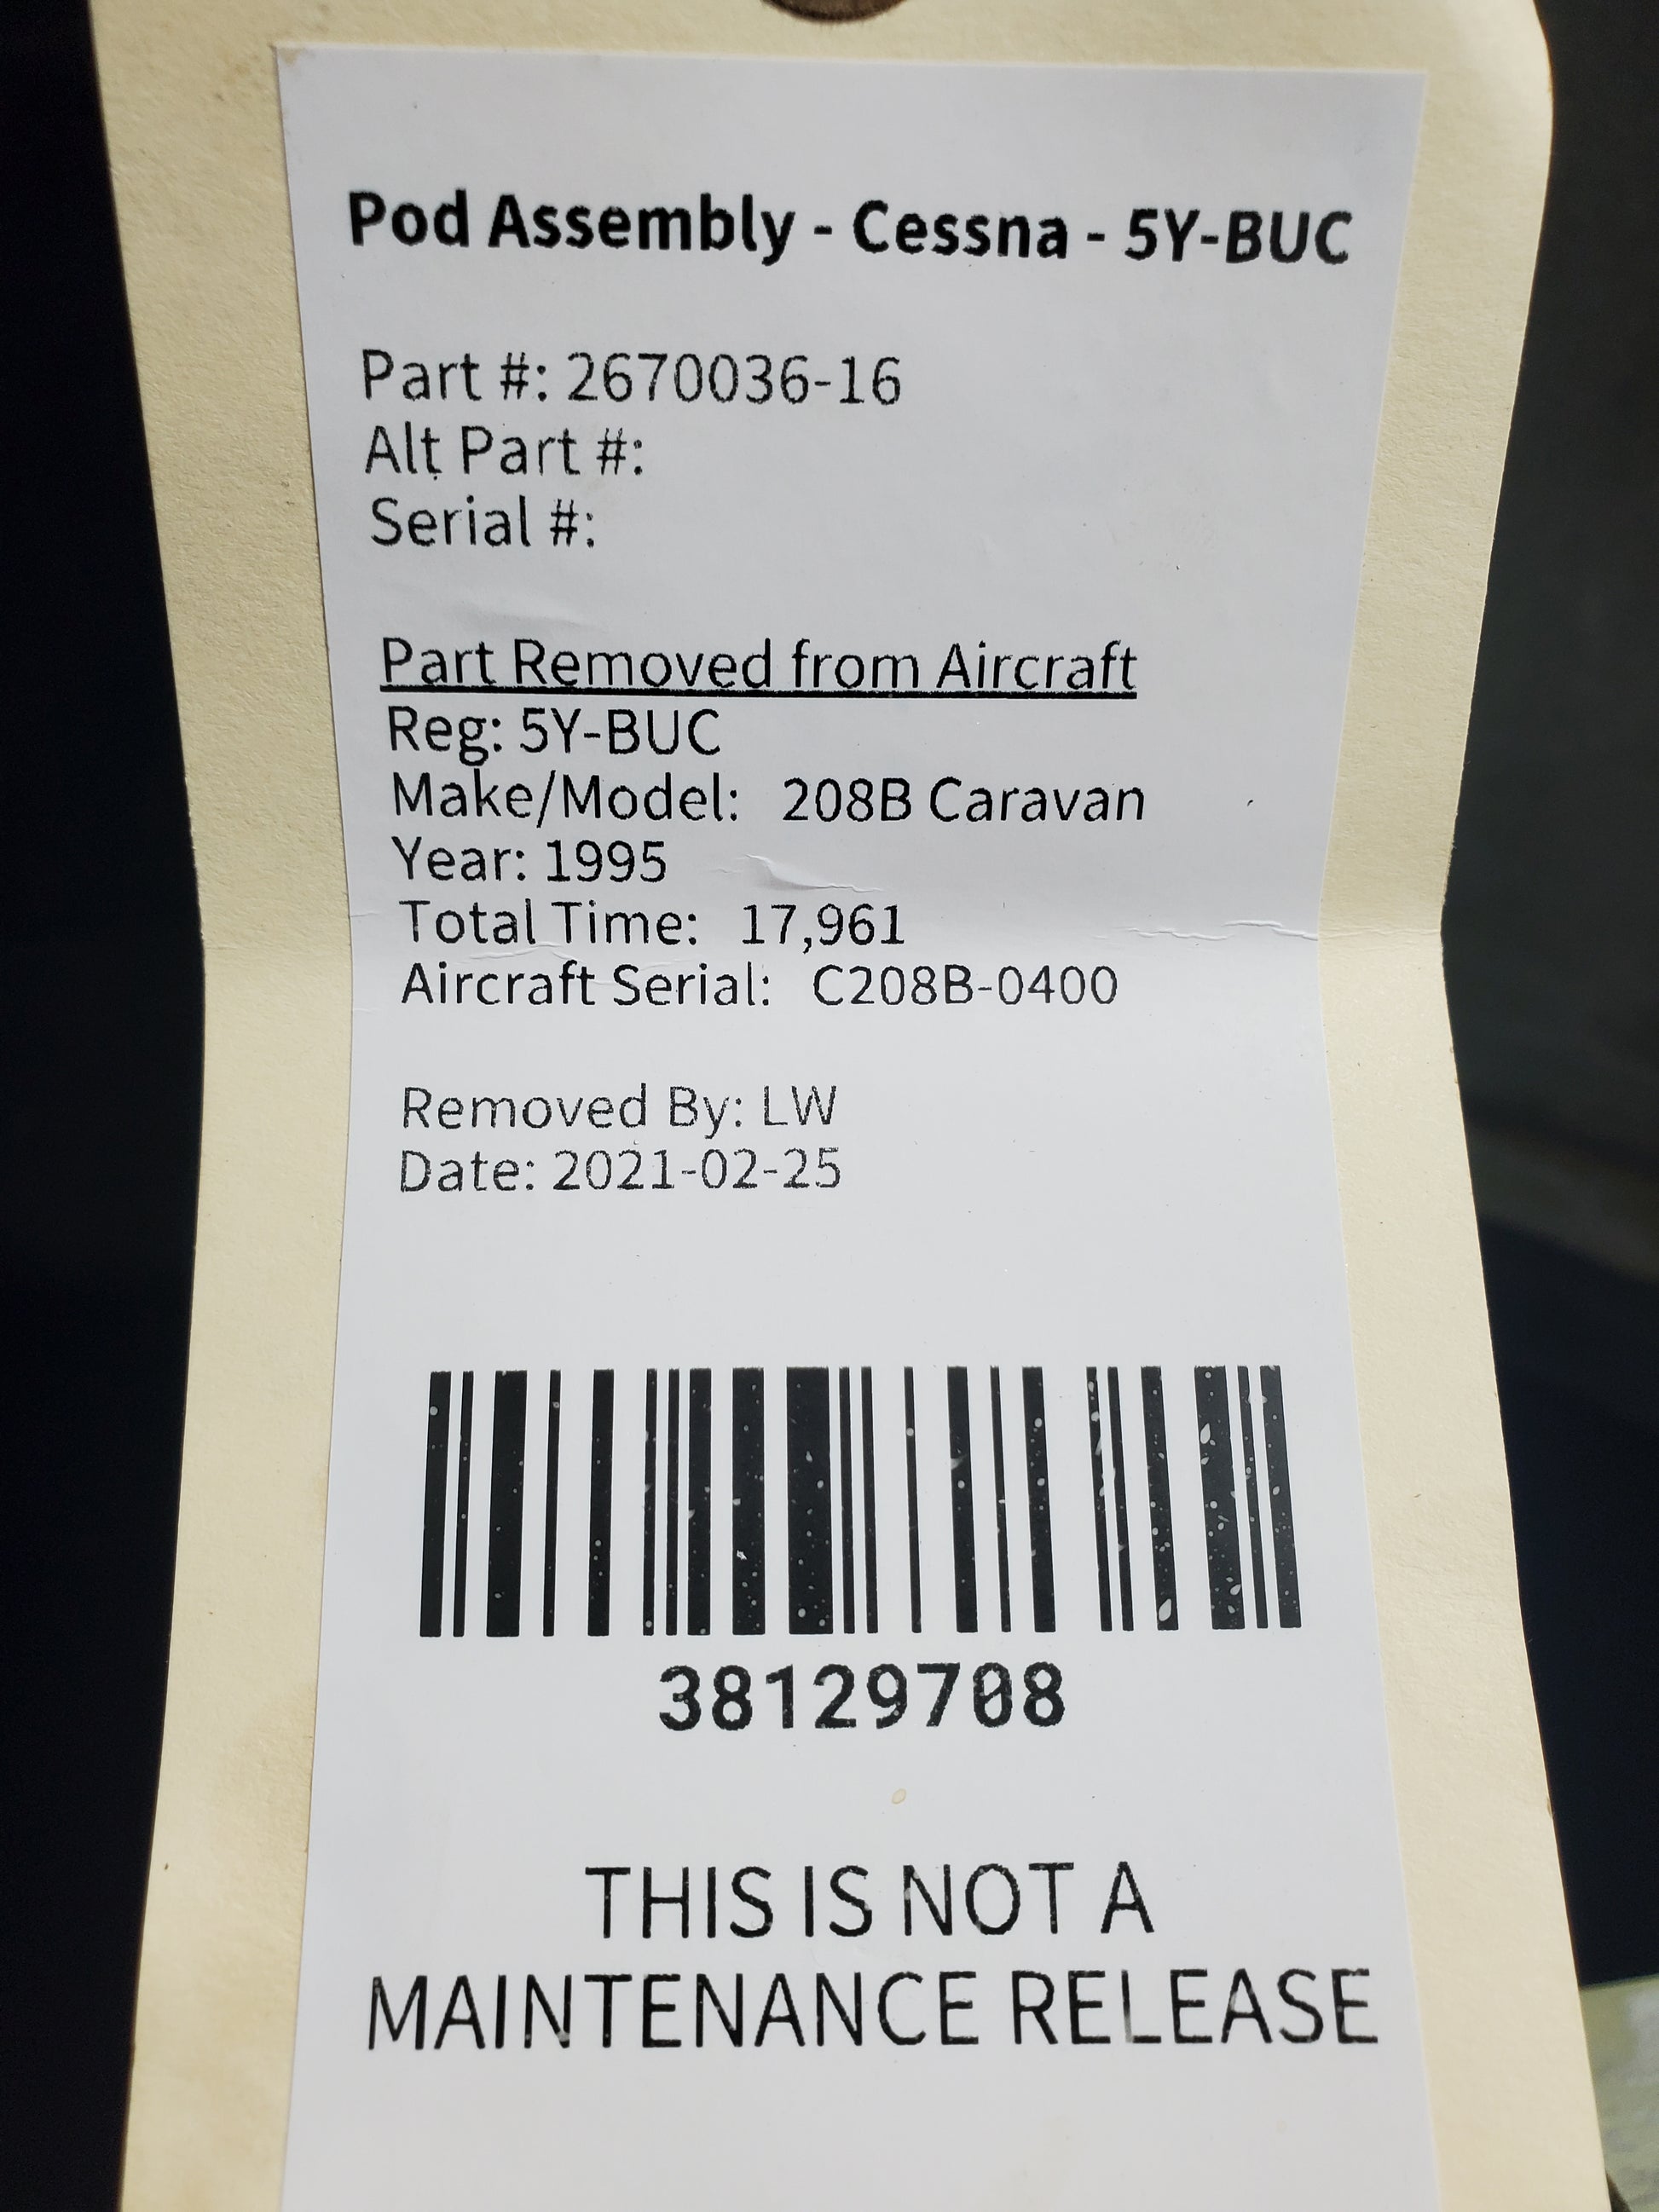 Pod Assembly - Cessna - 5Y-BUC
Part #: 2670036-16
Alt Part #:
Serial #:
Part Removed from Aircraft
Reg: 5Y-BUC
Make/Model: 208B Caravan
Year: 1995
Total Time: 17,961
Aircraft Serial: C208B-0400
Removed By: LW
Date: 2021-02-25
38129708
THIS IS NOT A
MAINTENANCE RELEASE